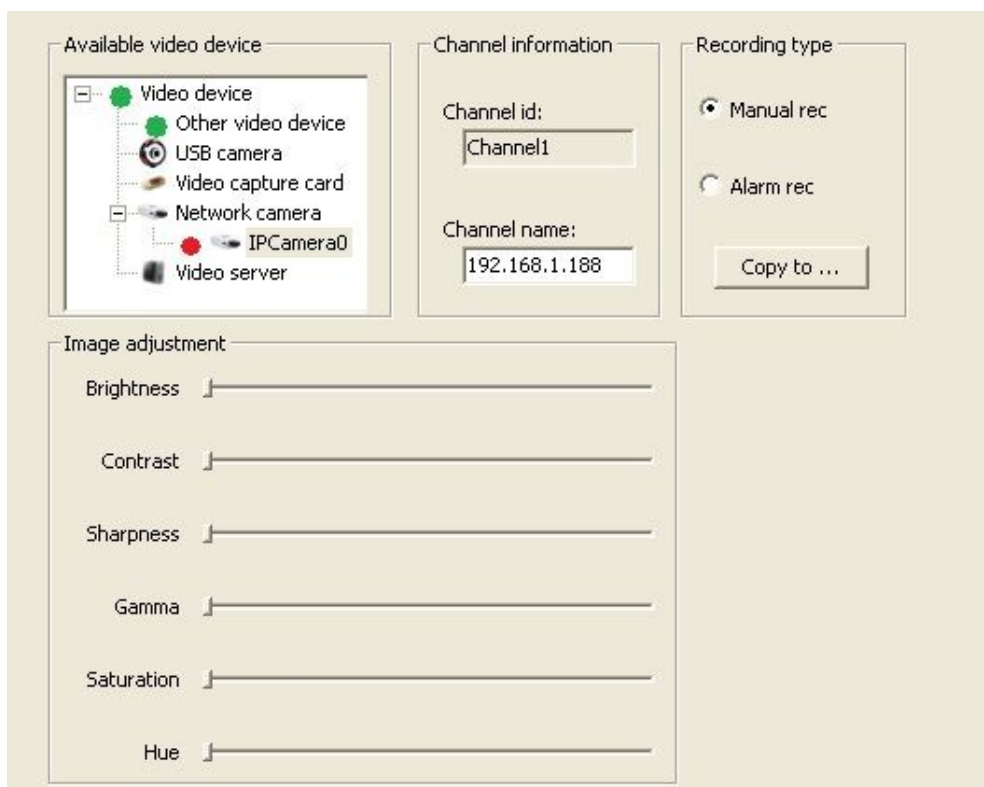 Available video device
Video device
Other video device
USB camera
Video capture card
Network camera
IPCamera0
Video server
Channel information
Channel id:
Channel1
Channel name:
192.168.1.188
Recording type
Manual rec
Alarm rec
Copy to ...
Image adjustment
Brightness
Contrast
Sharpness
Gamma
Saturation
Hue